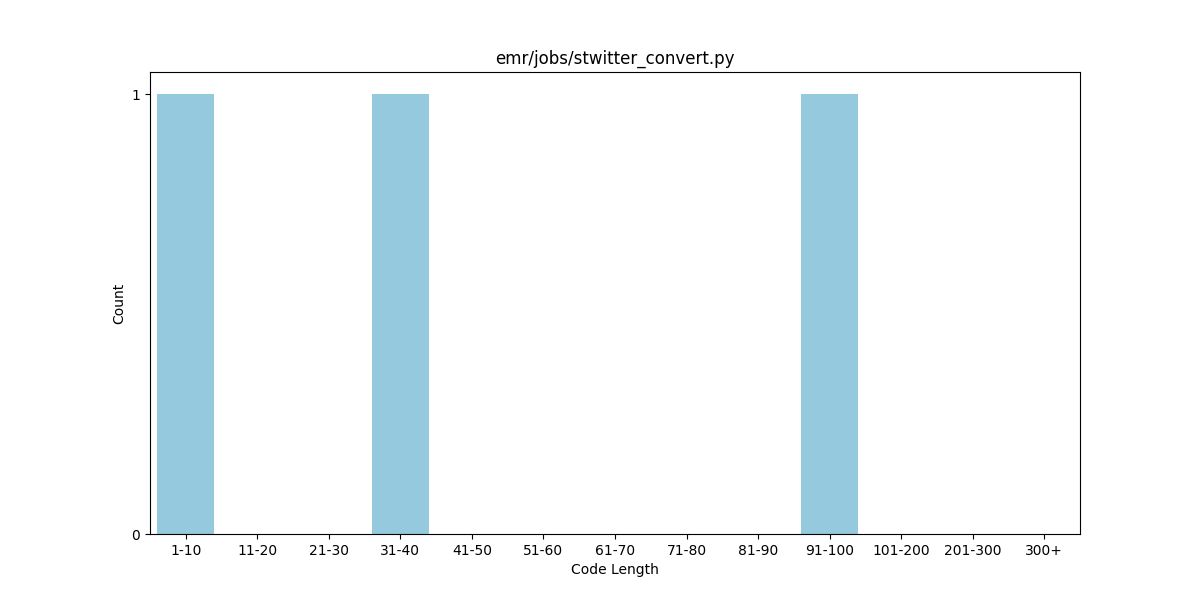 emr/jobs/stwitter_convert.py
1
Count
0
1-10 11-20 21-30 31-40 41-50 51-60 61-70 71-80 81-90 91-100 101-200 201-300 300+
Code Length